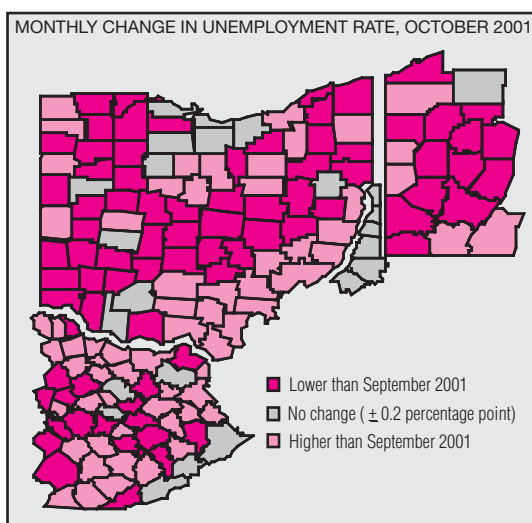 MONTHLY CHANGE IN UNEMPLOYMENT RATE, OCTOBER 2001
Lower than September 2001
No change ( ± 0.2 percentage point)
Higher than September 2001